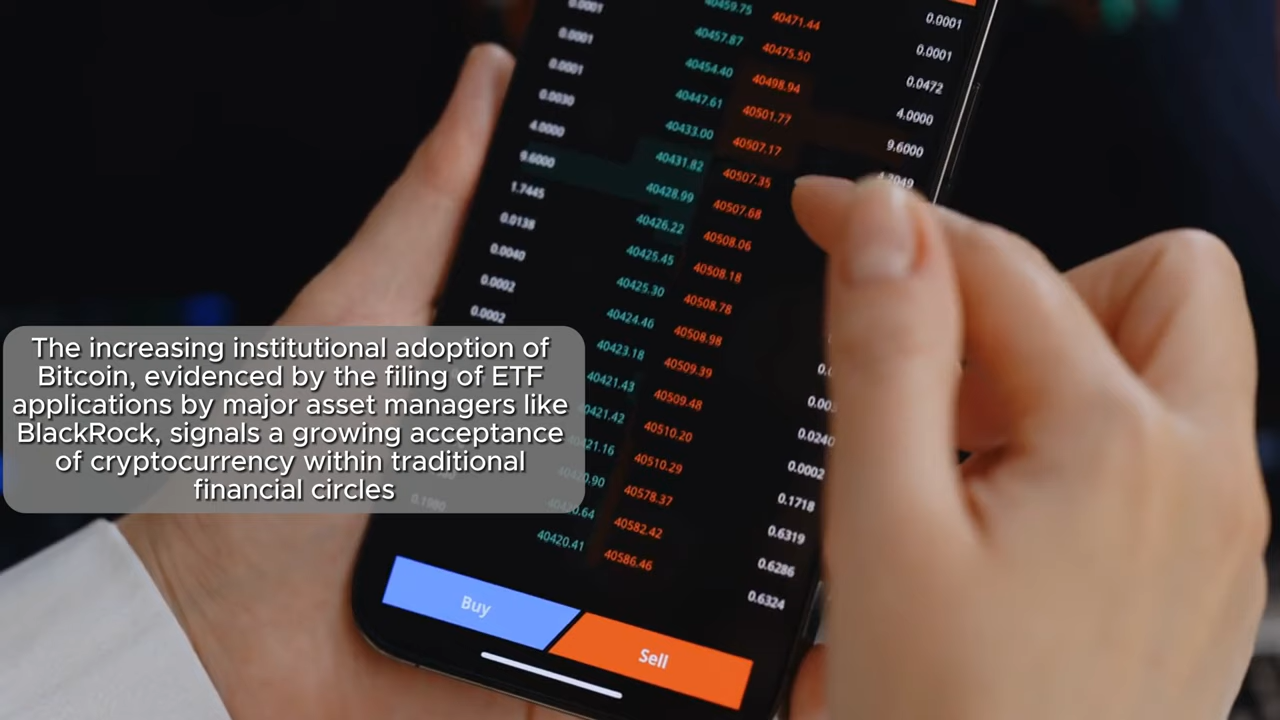 0.0001 40459.75 40471.44 0.0001
0.0001 40457.87 40475.50 0.0001
0.0001 40454.40 40498.94 0.0472
0.0030 40447.61 40501.77 4.0000
4.0000 40433.00 40507.17 9.6000
9.6000 40431.82 40507.35
1.7445 40428.99 40507.68
0.0138 40426.22 40508.06
0.0040 40425.45 40508.18
0.0002 40425.30 40508.78
0.0002 40424.46 40508.98
40423.18 40509.39
40421.43 40509.48
40510.20 0.0240
40510.29 0.0002
40578.37 0.1718
40582.42 0.6319
40420.41 40586.46 0.6286
0.6324
The increasing institutional adoption of
Bitcoin, evidenced by the filing of ETF
applications by major asset managers like
BlackRock, signals a growing acceptance
of cryptocurrency within traditional
financial circles
Buy
Sell